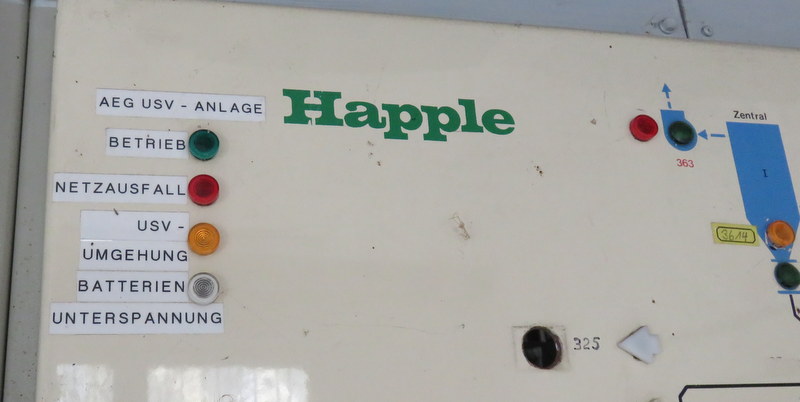 AEG USV - ANLAGE
Happle
BETRIEB
NETZAUSFALL
USV -
UMGEHUNG
BATTERIEN
UNTERSPANNUNG
Zentral
363
I
3614
325